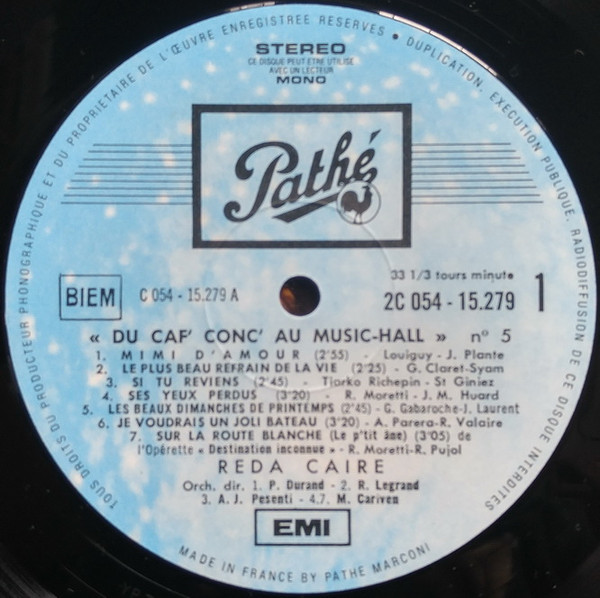 TOUS DROITS DU PRODUCTEUR PHONOGRAPHIQUE ET DU PROPRIETAIRE DE L'ŒUVRE ENREGISTREE RESERVES • DUPLICATION, EXECUTION PUBLIQUE, RADIODIFFUSION DE CE DISQUE INTERDITES
STEREO
CE DISQUE PEUT ETRE UTILISE
AVEC UN LECTEUR
MONO
Pathé
BIEM
C 054 - 15.279 A
33 1/3 tours minute
2C 054 - 15.279
1
« DU CAF' CONC' AU MUSIC-HALL » n° 5
1. MIMI D'AMOUR (2'55) Louiguy - J. Plante
2. LE PLUS BEAU REFRAIN DE LA VIE (2'25) - G. Claret-Syam
3. SI TU REVIENS (2'45) - Tiarko Richepin - St Giniez
4. SES YEUX PERDUS (3'20) - R. Moretti - J.M. Huard
5. LES BEAUX DIMANCHES DE PRINTEMPS (2'45) - G. Gabaroche-J. Laurent
6. JE VOUDRAIS UN JOLI BATEAU (3'20) - A. Parera-R. Valaire
7. SUR LA ROUTE BLANCHE (Le p'tit âne) (3'05) de
l'Opérette « Destination inconnue » - R. Moretti-R. Pujol
REDA CAIRE
Orch. dir. 1. P. Durand - 2. R. Legrand
3. A. J. Pesenti - 4.7. M. Cariven
EMI
MADE IN FRANCE BY PATHE MARCONI